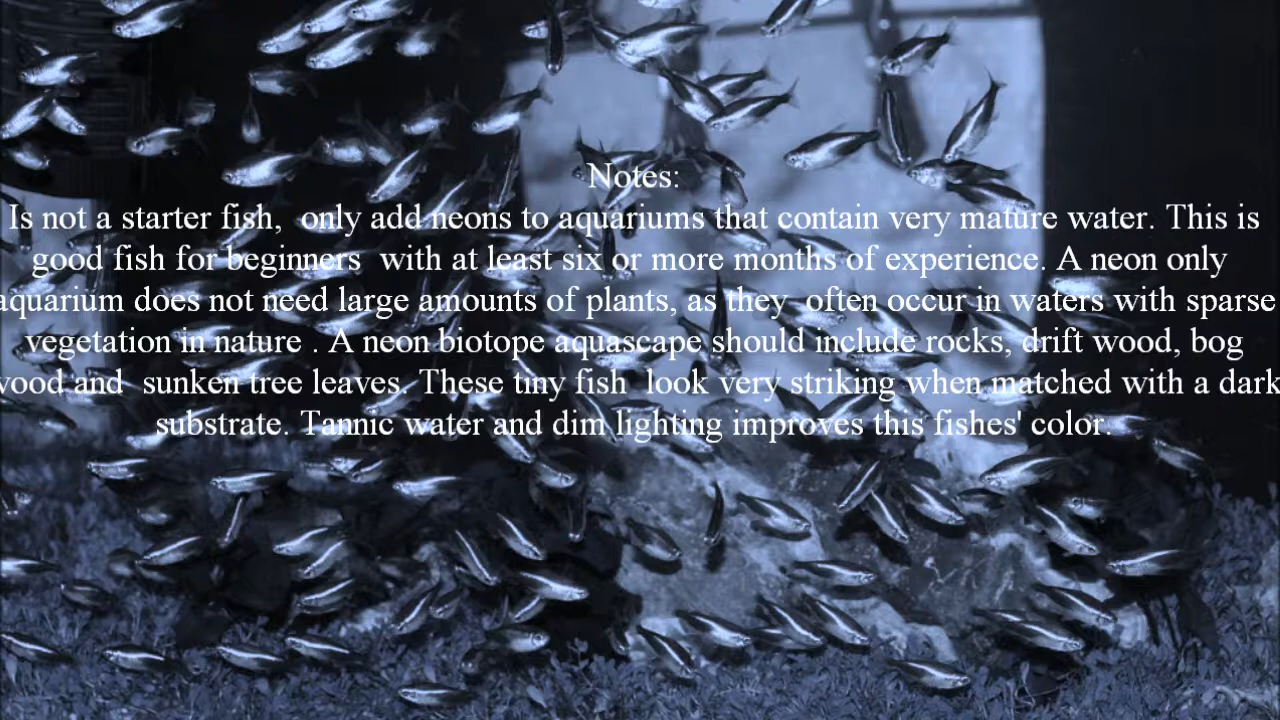 Notes:
Is not a starter fish,  only add neons to aquariums that contain very mature water. This is
good fish for beginners  with at least six or more months of experience. A neon only
aquarium does not need large amounts of plants, as they  often occur in waters with sparse
vegetation in nature . A neon biotope aquascape should include rocks, drift wood, bog
wood and  sunken tree leaves. These tiny fish  look very striking when matched with a dark
substrate. Tannic water and dim lighting improves this fishes' color.